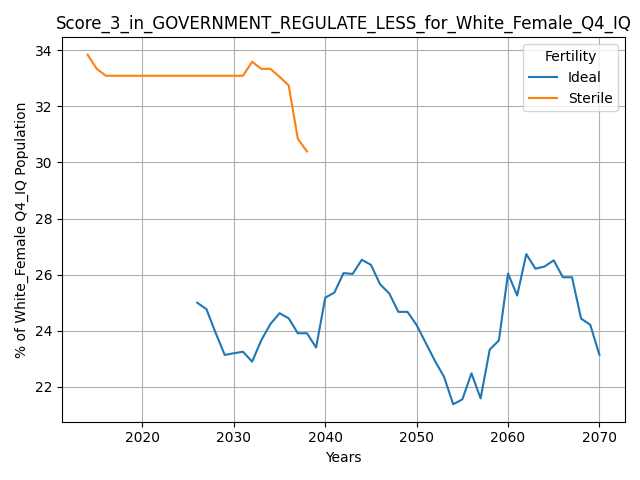 Score_3_in_GOVERNMENT_REGULATE_LESS_for_White_Female_Q4_IQ
Fertility
Ideal
Sterile
% of White_Female Q4_IQ Population
34
32
30
28
26
24
22
2020
2030
2040
2050
2060
2070
Years